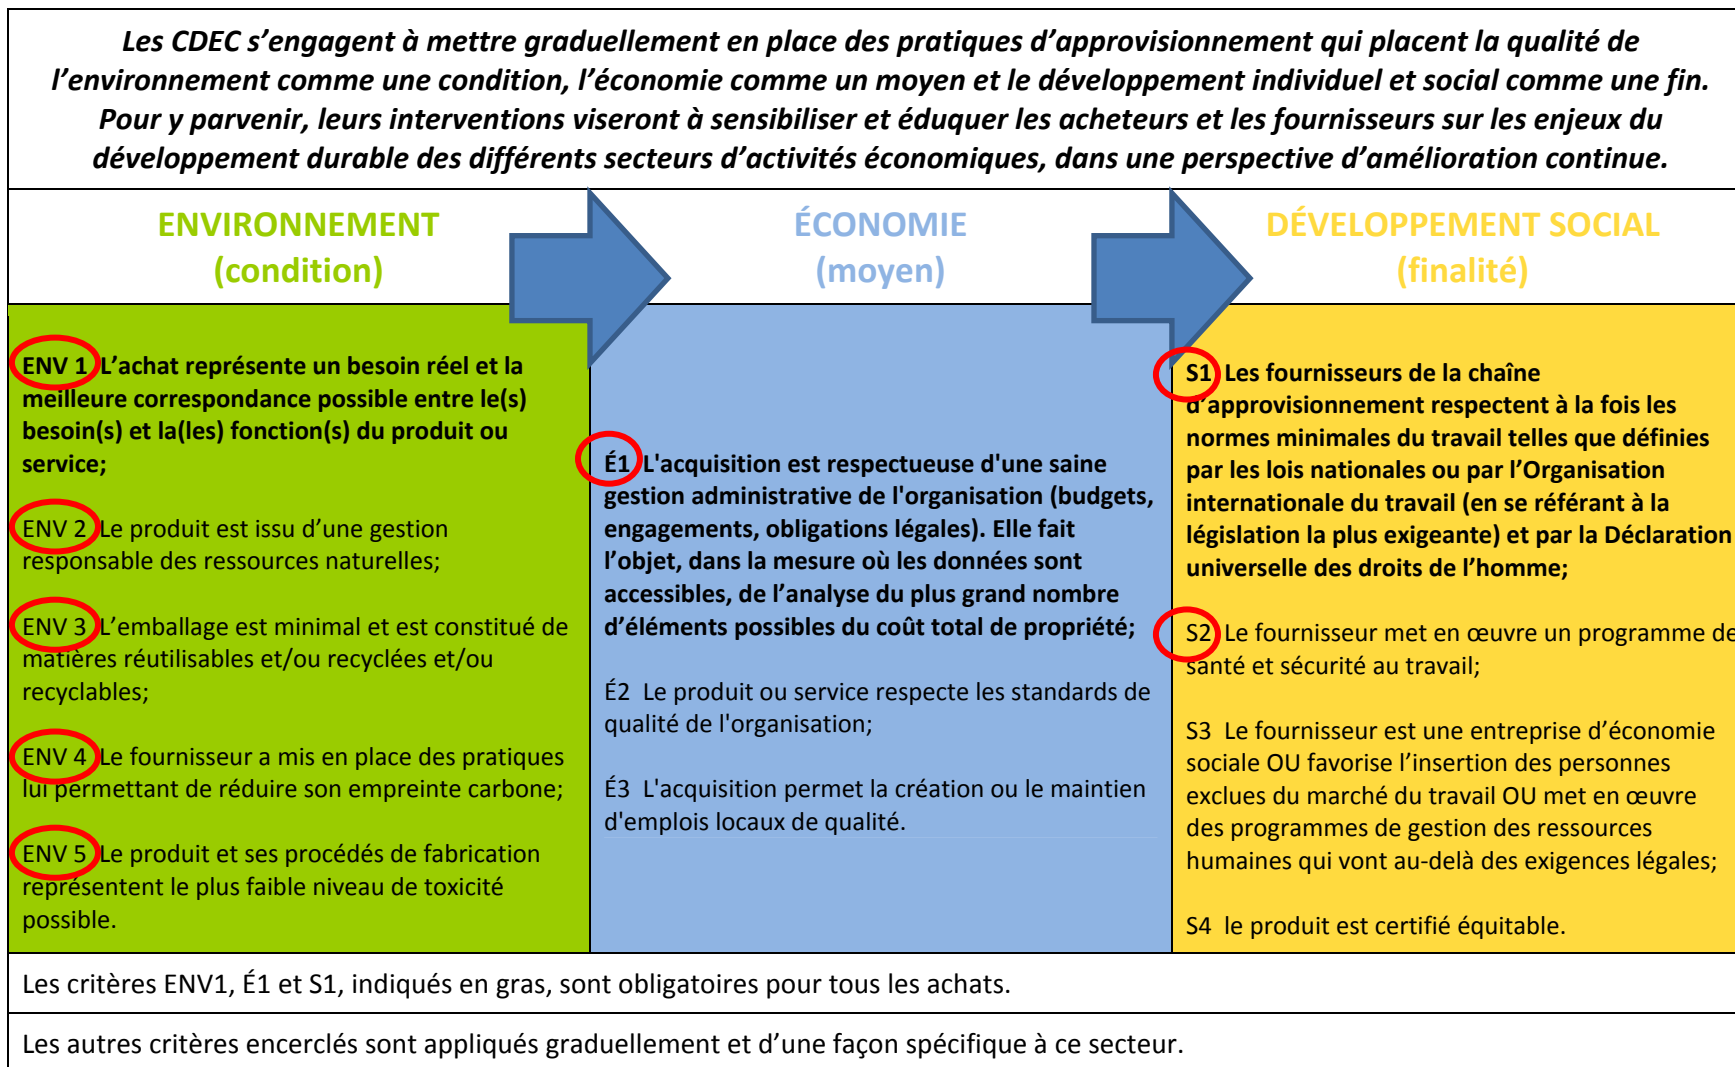 Les CDEC s’engagent à mettre graduellement en place des pratiques d’approvisionnement qui placent la qualité de
l’environnement comme une condition, l’économie comme un moyen et le développement individuel et social comme une fin.
Pour y parvenir, leurs interventions viseront à sensibiliser et éduquer les acheteurs et les fournisseurs sur les enjeux du
développement durable des différents secteurs d’activités économiques, dans une perspective d’amélioration continue.
ENVIRONNEMENT
(condition)
ÉCONOMIE
(moyen)
DÉVELOPPEMENT SOCIAL
(finalité)
ENV 1 L’achat représente un besoin réel et la
meilleure correspondance possible entre le(s)
besoin(s) et la(les) fonction(s) du produit ou
service;
ENV 2 Le produit est issu d’une gestion
responsable des ressources naturelles;
ENV 3 L’emballage est minimal et est constitué de
matières réutilisables et/ou recyclées et/ou
recyclables;
ENV 4 Le fournisseur a mis en place des pratiques
lui permettant de réduire son empreinte carbone;
ENV 5 Le produit et ses procédés de fabrication
représentent le plus faible niveau de toxicité
possible.
É1 L'acquisition est respectueuse d'une saine
gestion administrative de l'organisation (budgets,
engagements, obligations légales). Elle fait
l’objet, dans la mesure où les données sont
accessibles, de l’analyse du plus grand nombre
d’éléments possibles du coût total de propriété;
É2 Le produit ou service respecte les standards de
qualité de l'organisation;
É3 L'acquisition permet la création ou le maintien
d'emplois locaux de qualité.
S1 Les fournisseurs de la chaîne
d’approvisionnement respectent à la fois les
normes minimales du travail telles que définies
par les lois nationales ou par l’Organisation
internationale du travail (en se référant à la
législation la plus exigeante) et par la Déclaration
universelle des droits de l’homme;
S2 Le fournisseur met en œuvre un programme de
santé et sécurité au travail;
S3 Le fournisseur est une entreprise d’économie
sociale OU favorise l’insertion des personnes
exclues du marché du travail OU met en œuvre
des programmes de gestion des ressources
humaines qui vont au-delà des exigences légales;
S4 le produit est certifié équitable.
Les critères ENV1, É1 et S1, indiqués en gras, sont obligatoires pour tous les achats.
Les autres critères encerclés sont appliqués graduellement et d’une façon spécifique à ce secteur.